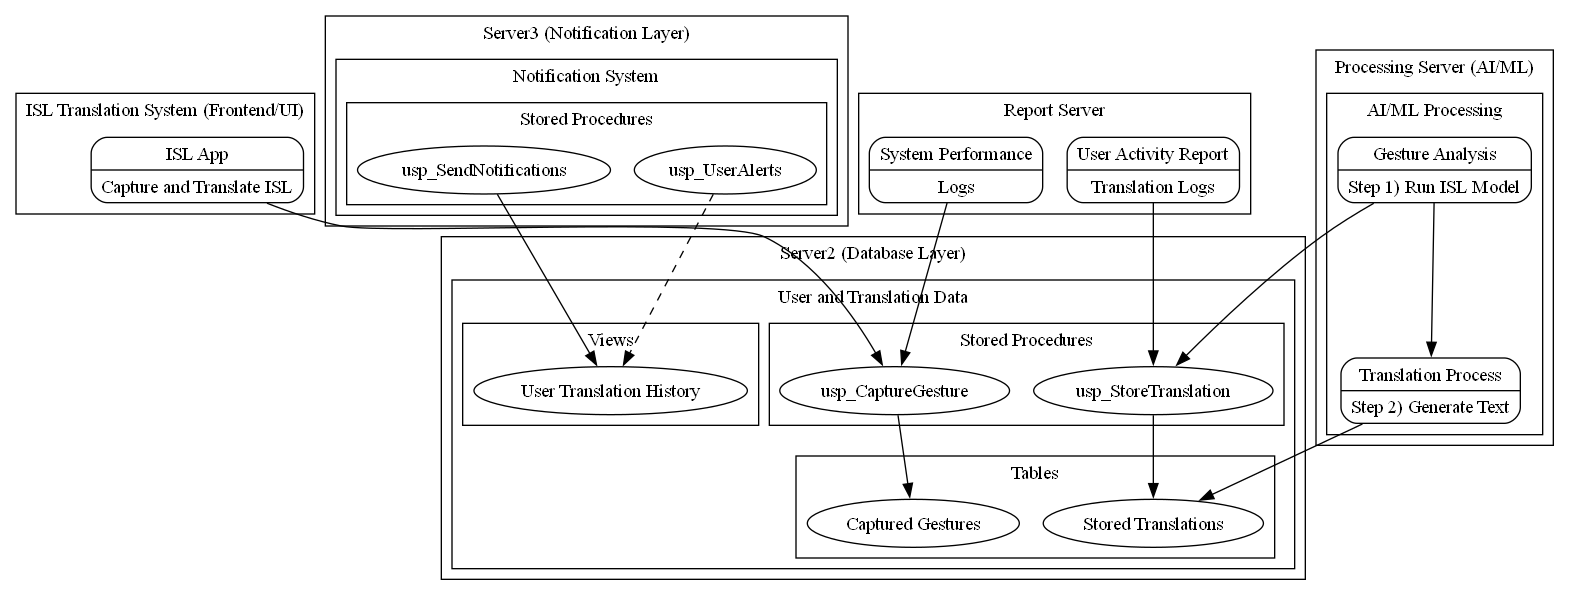 Server3 (Notification Layer)
Notification System
Stored Procedures
usp_SendNotifications
usp_UserAlerts
ISL Translation System (Frontend/UI)
ISL App
Capture and Translate ISL
Report Server
System Performance
Logs
User Activity Report
Translation Logs
Processing Server (AI/ML)
AI/ML Processing
Gesture Analysis
Step 1) Run ISL Model
Translation Process
Step 2) Generate Text
Server2 (Database Layer)
User and Translation Data
Views
User Translation History
Stored Procedures
usp_CaptureGesture
usp_StoreTranslation
Tables
Captured Gestures
Stored Translations